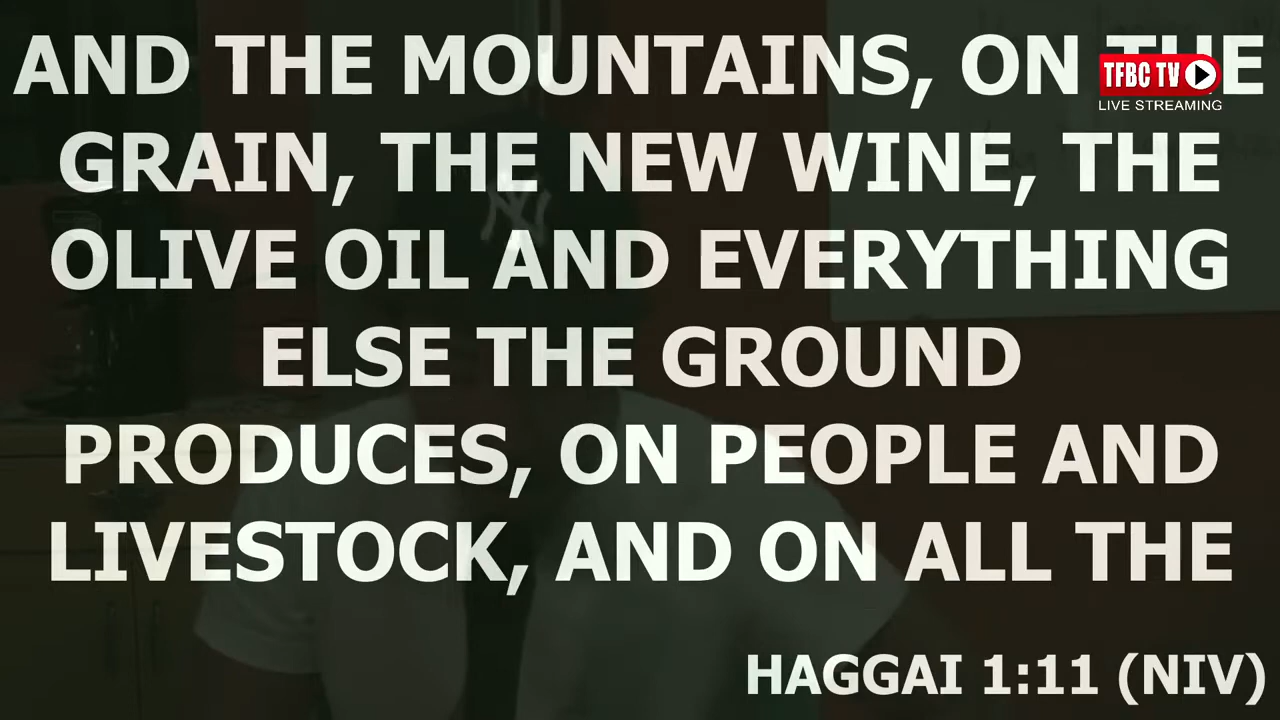 AND THE MOUNTAINS, ON THE
TFBC TV
LIVE STREAMING
GRAIN, THE NEW WINE, THE
NY
OLIVE OIL AND EVERYTHING
ELSE THE GROUND
PRODUCES, ON PEOPLE AND
LIVESTOCK, AND ON ALL THE
HAGGAI 1:11 (NIV)